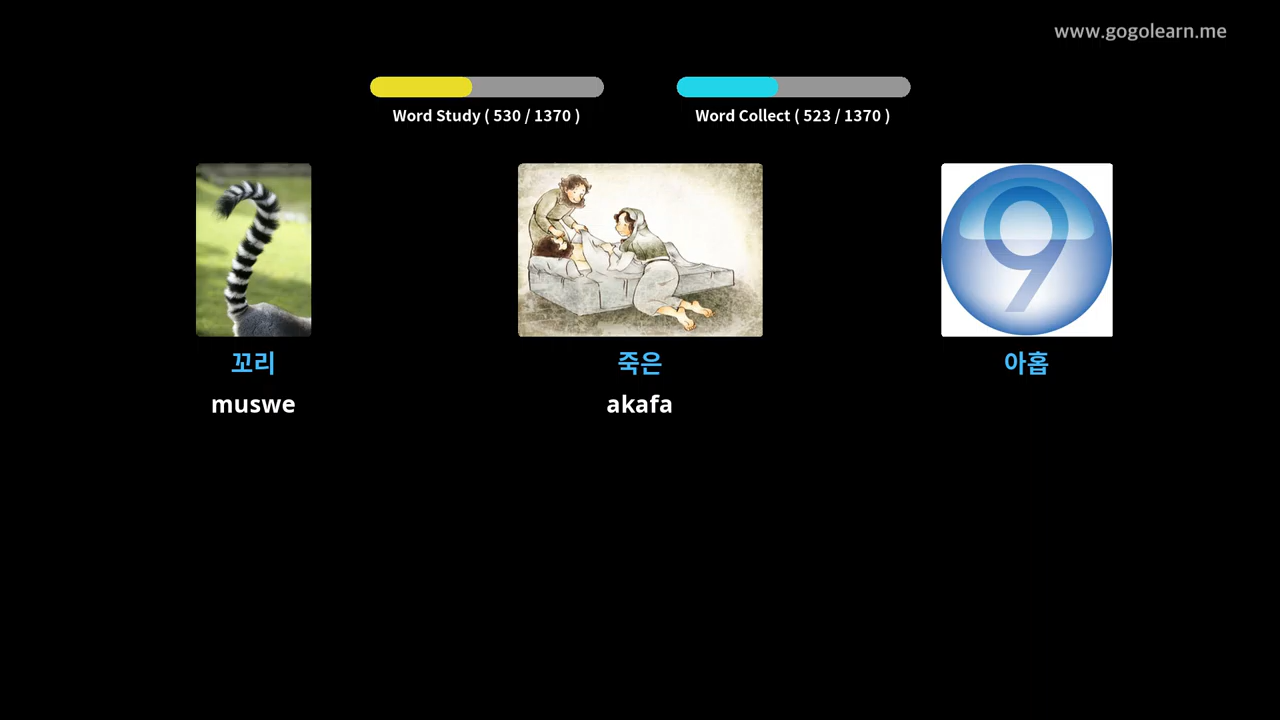 www.gogolearn.me
Word Study ( 530 / 1370 )
Word Collect ( 523 / 1370 )
9
꼬리
죽은
아홉
muswe
akafa